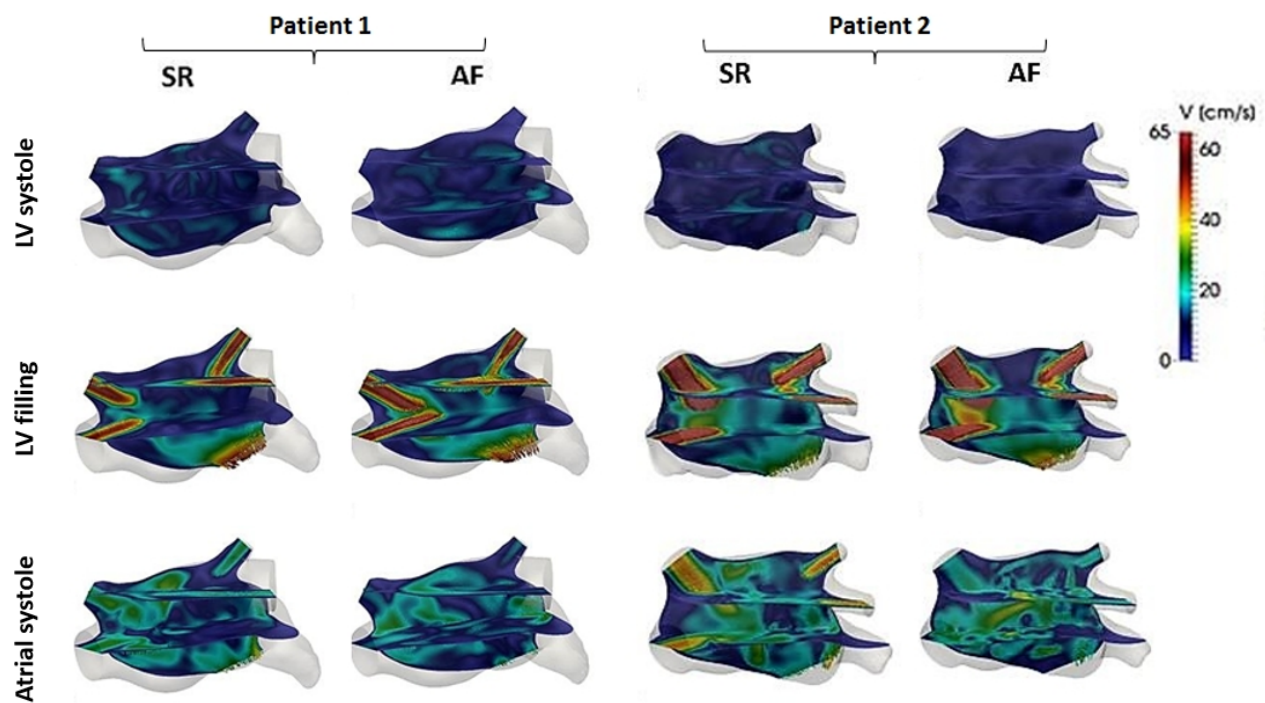 Patient 1
Patient 2
SR
AF
SR
AF
V (cm/s)
65
60
40
20
0
LV systole
LV filling
Atrial systole